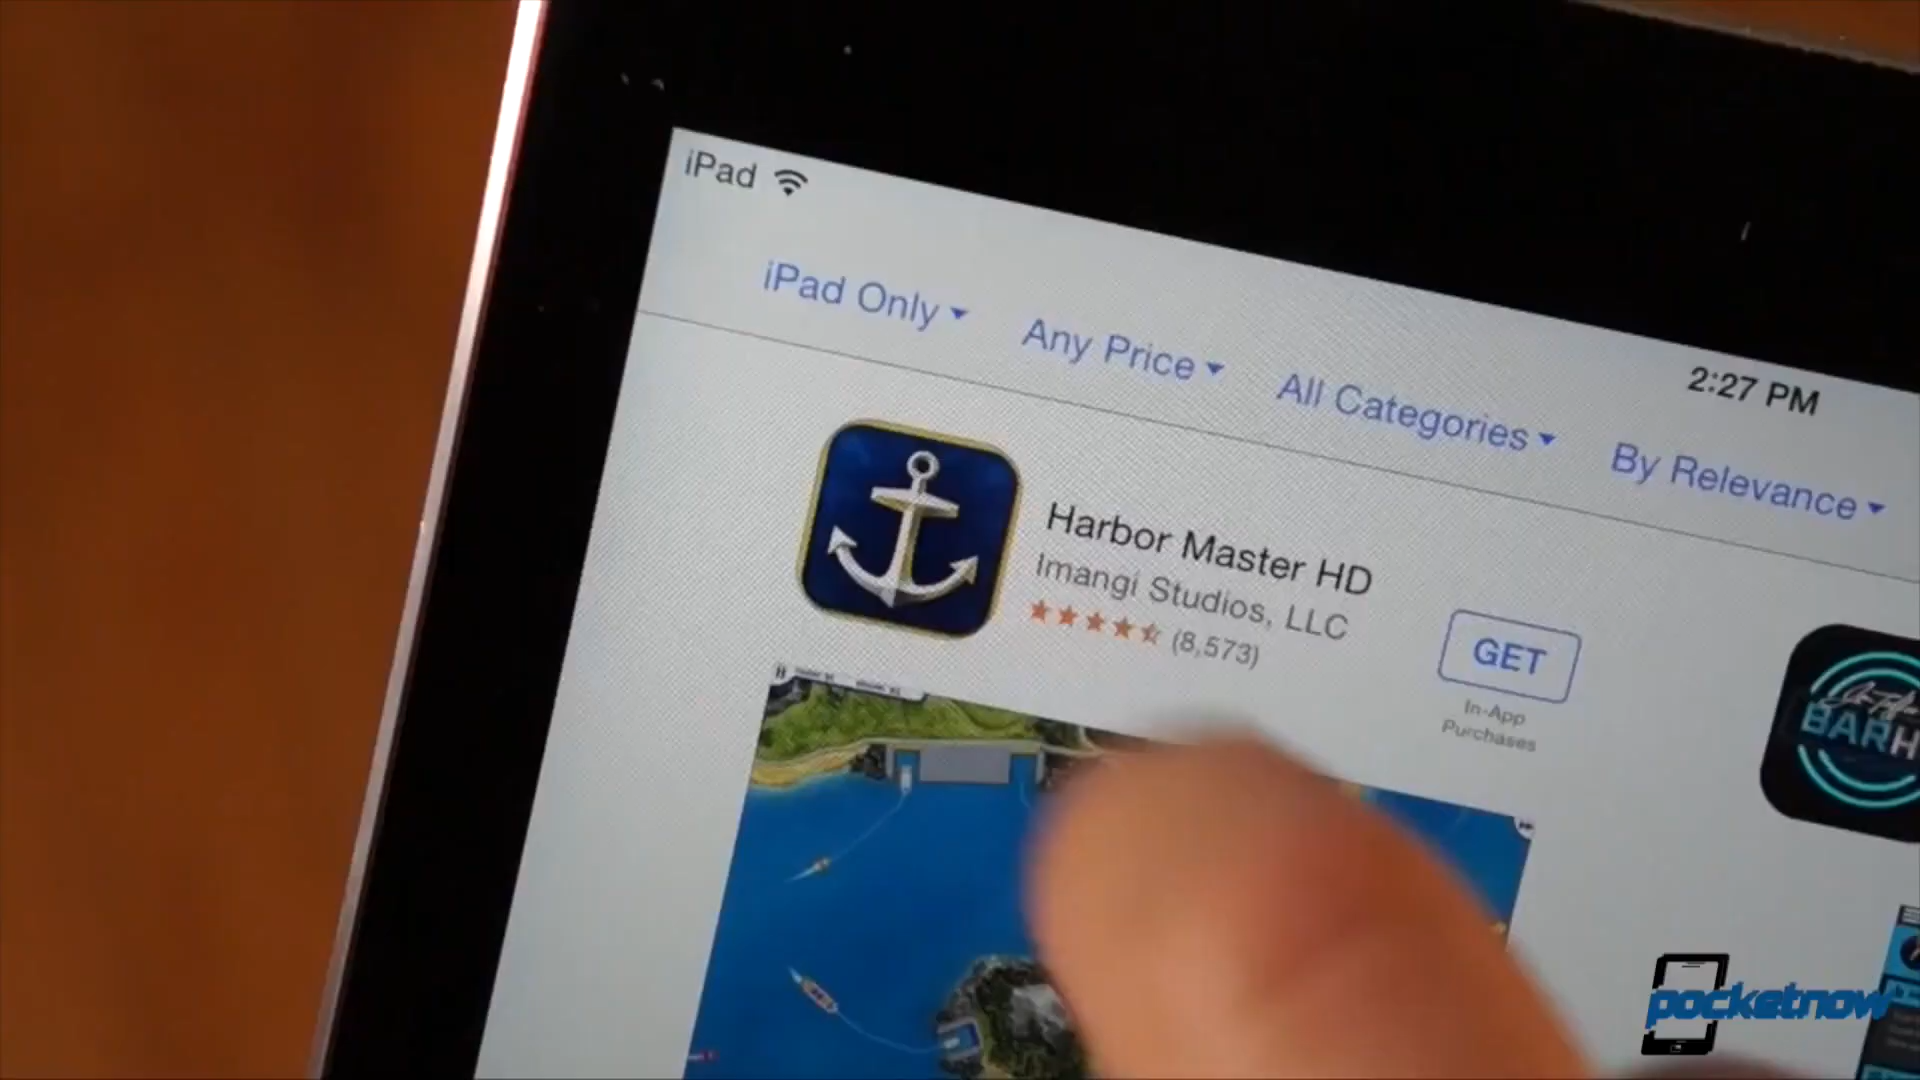 iPad
2:27 PM
iPad Only
Any Price
All Categories
By Relevance
Harbor Master HD
Imangi Studios, LLC
(8,573)
GET
In-App
Purchases
BARH
pocketnow